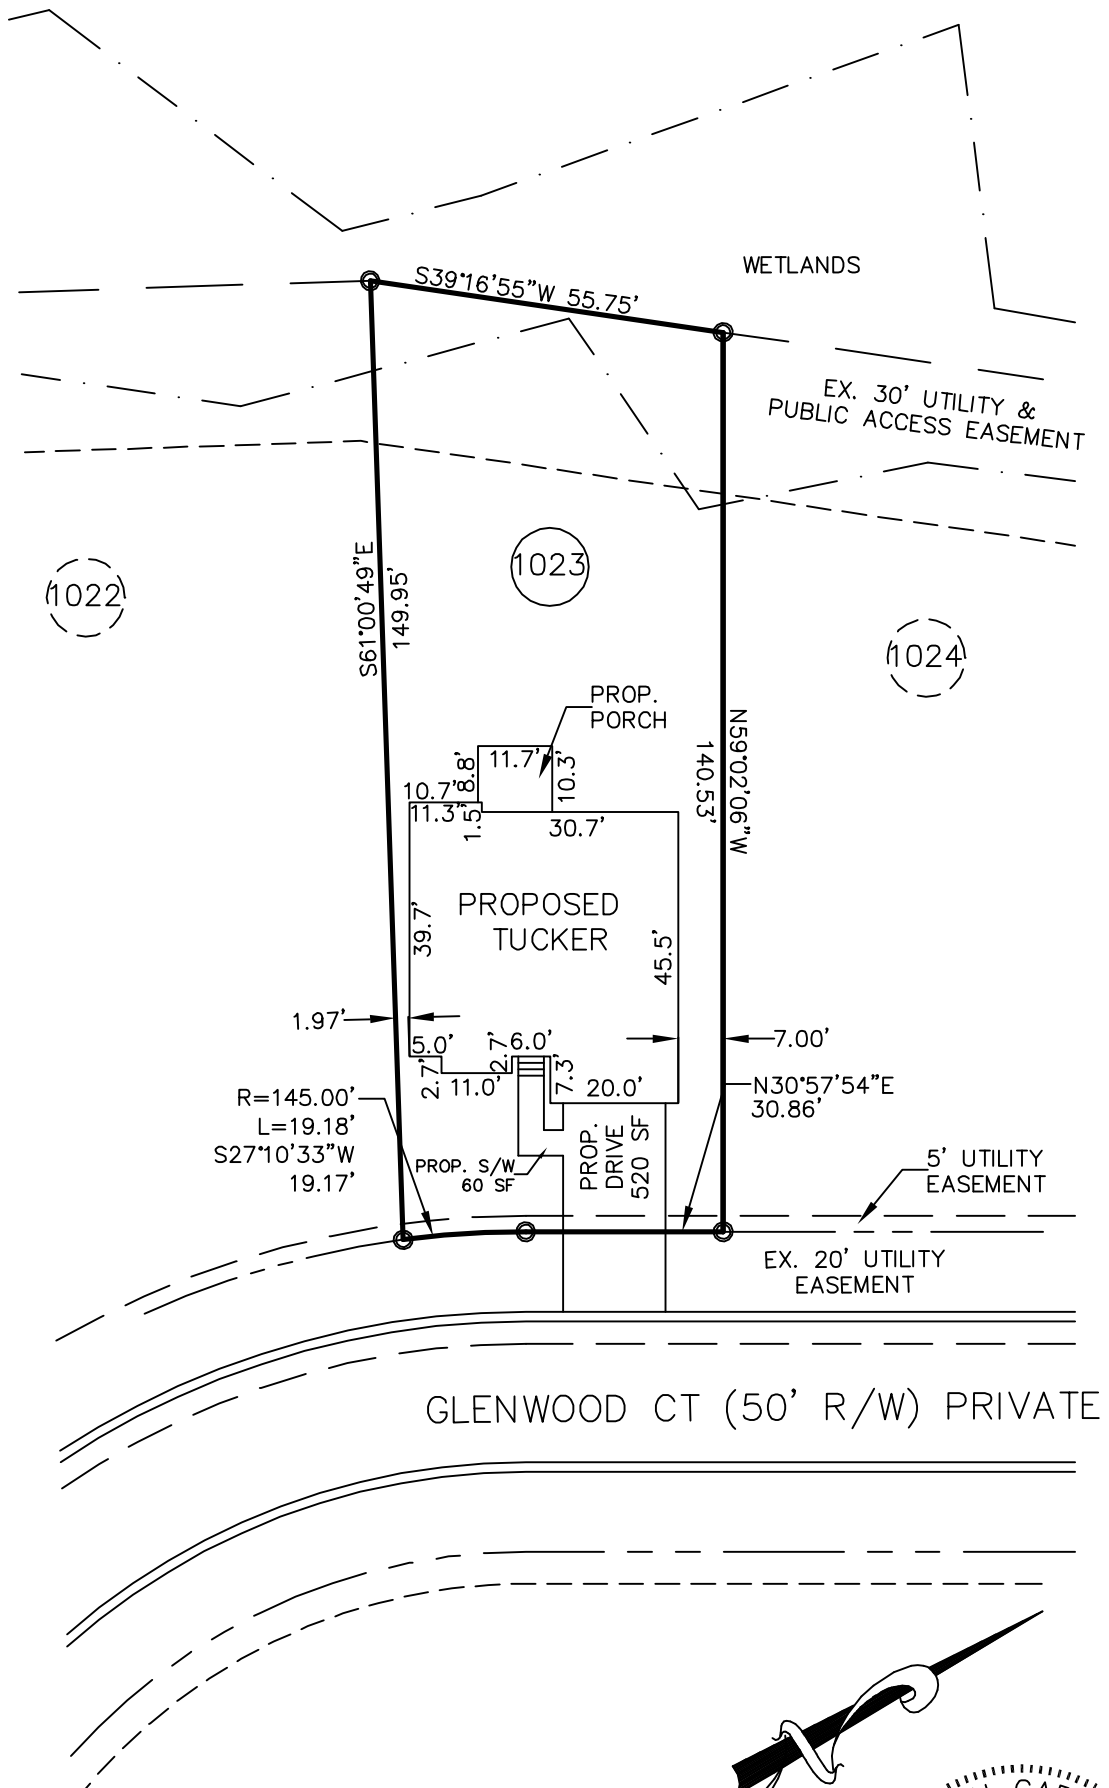 WETLANDS
S39°16'55"W 55.75'
EX. 30' UTILITY &
PUBLIC ACCESS EASEMENT
1022
1023
1024
S61°00'49"E
149.95'
PROP.
PORCH
N59°02'06"W
140.53'
11.7'
8.8'
10.3'
10.7'
11.3'
1.5'
30.7'
PROPOSED
TUCKER
39.7'
45.5'
1.97'
7.00'
5.0'
2.7'
11.0'
2.7'
6.0'
7.3'
20.0'
R=145.00'
L=19.18'
S27°10'33"W
19.17'
N30°57'54"E
30.86'
PROP. S/W
60 SF
PROP.
DRIVE
520 SF
5' UTILITY
EASEMENT
EX. 20' UTILITY
EASEMENT
GLENWOOD CT (50' R/W) PRIVATE